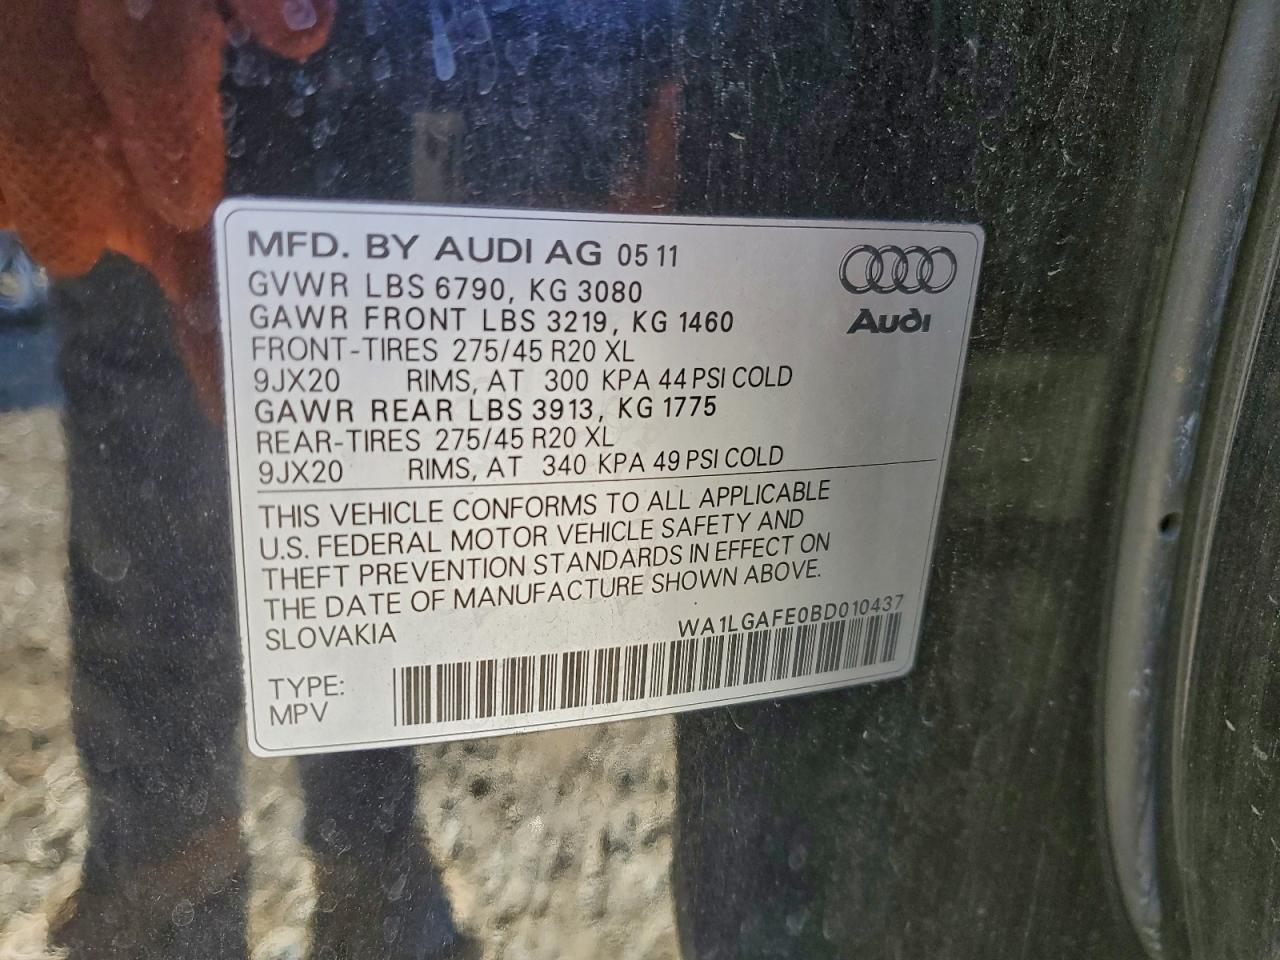 MFD. BY AUDI AG 05 11
GVWR LBS 6790, KG 3080
GAWR FRONT LBS 3219, KG 1460
FRONT-TIRES 275/45 R20 XL
9JX20 RIMS, AT 300 KPA 44 PSI COLD
GAWR REAR LBS 3913, KG 1775
REAR-TIRES 275/45 R20 XL
9JX20 RIMS, AT 340 KPA 49 PSI COLD
Audi
THIS VEHICLE CONFORMS TO ALL APPLICABLE
U.S. FEDERAL MOTOR VEHICLE SAFETY AND
THEFT PREVENTION STANDARDS IN EFFECT ON
THE DATE OF MANUFACTURE SHOWN ABOVE.
SLOVAKIA WA1LGAFE0BD010437
TYPE:
MPV